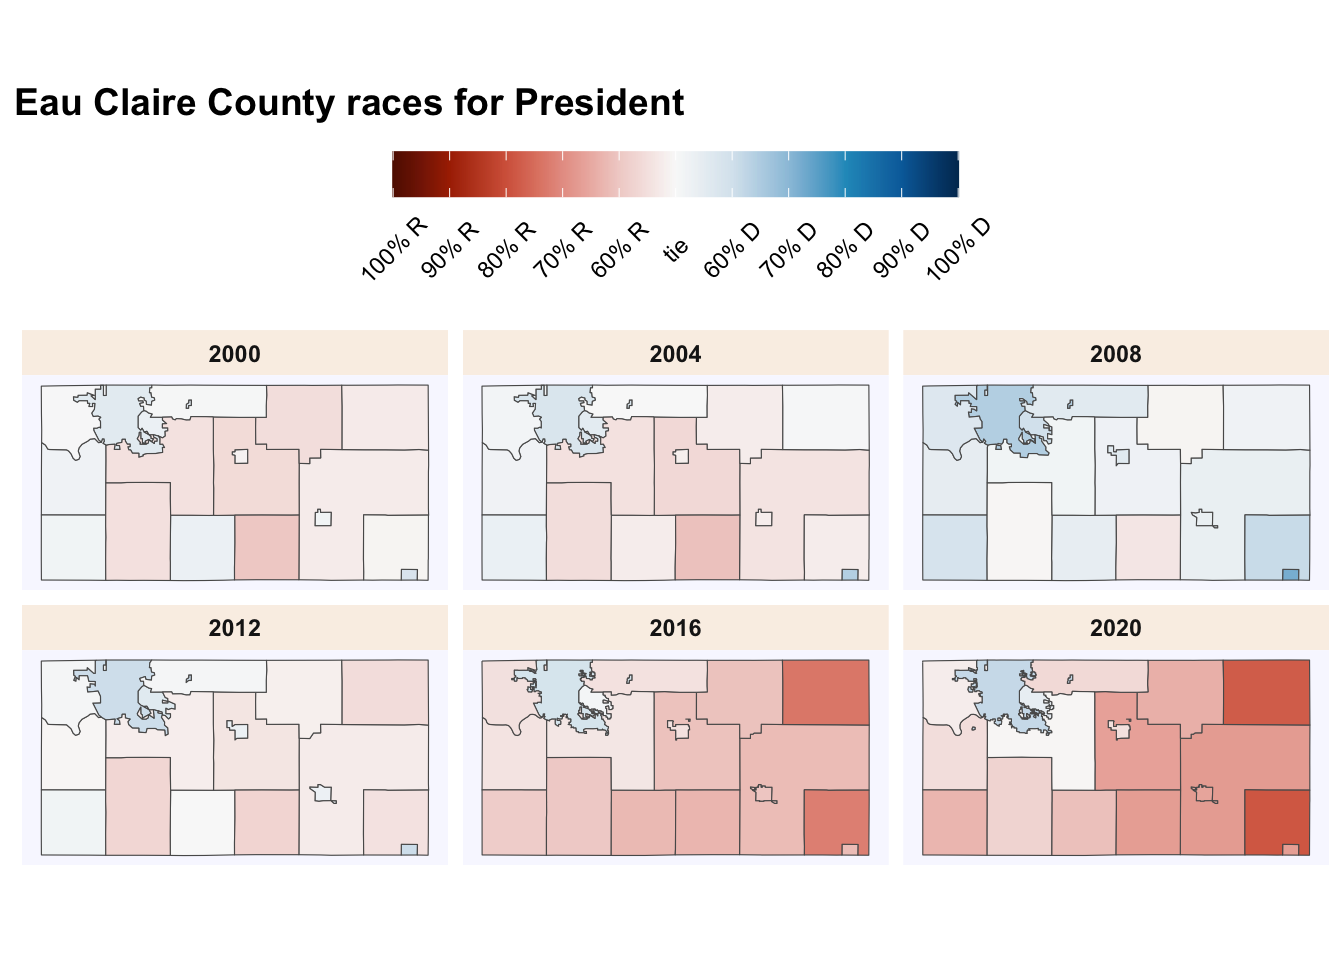 Eau Claire County races for President
100% R
90% R
80% R
70% R
60% R
tie
60% D
70% D
80% D
90% D
100% D
2000
2004
2008
2012
2016
2020